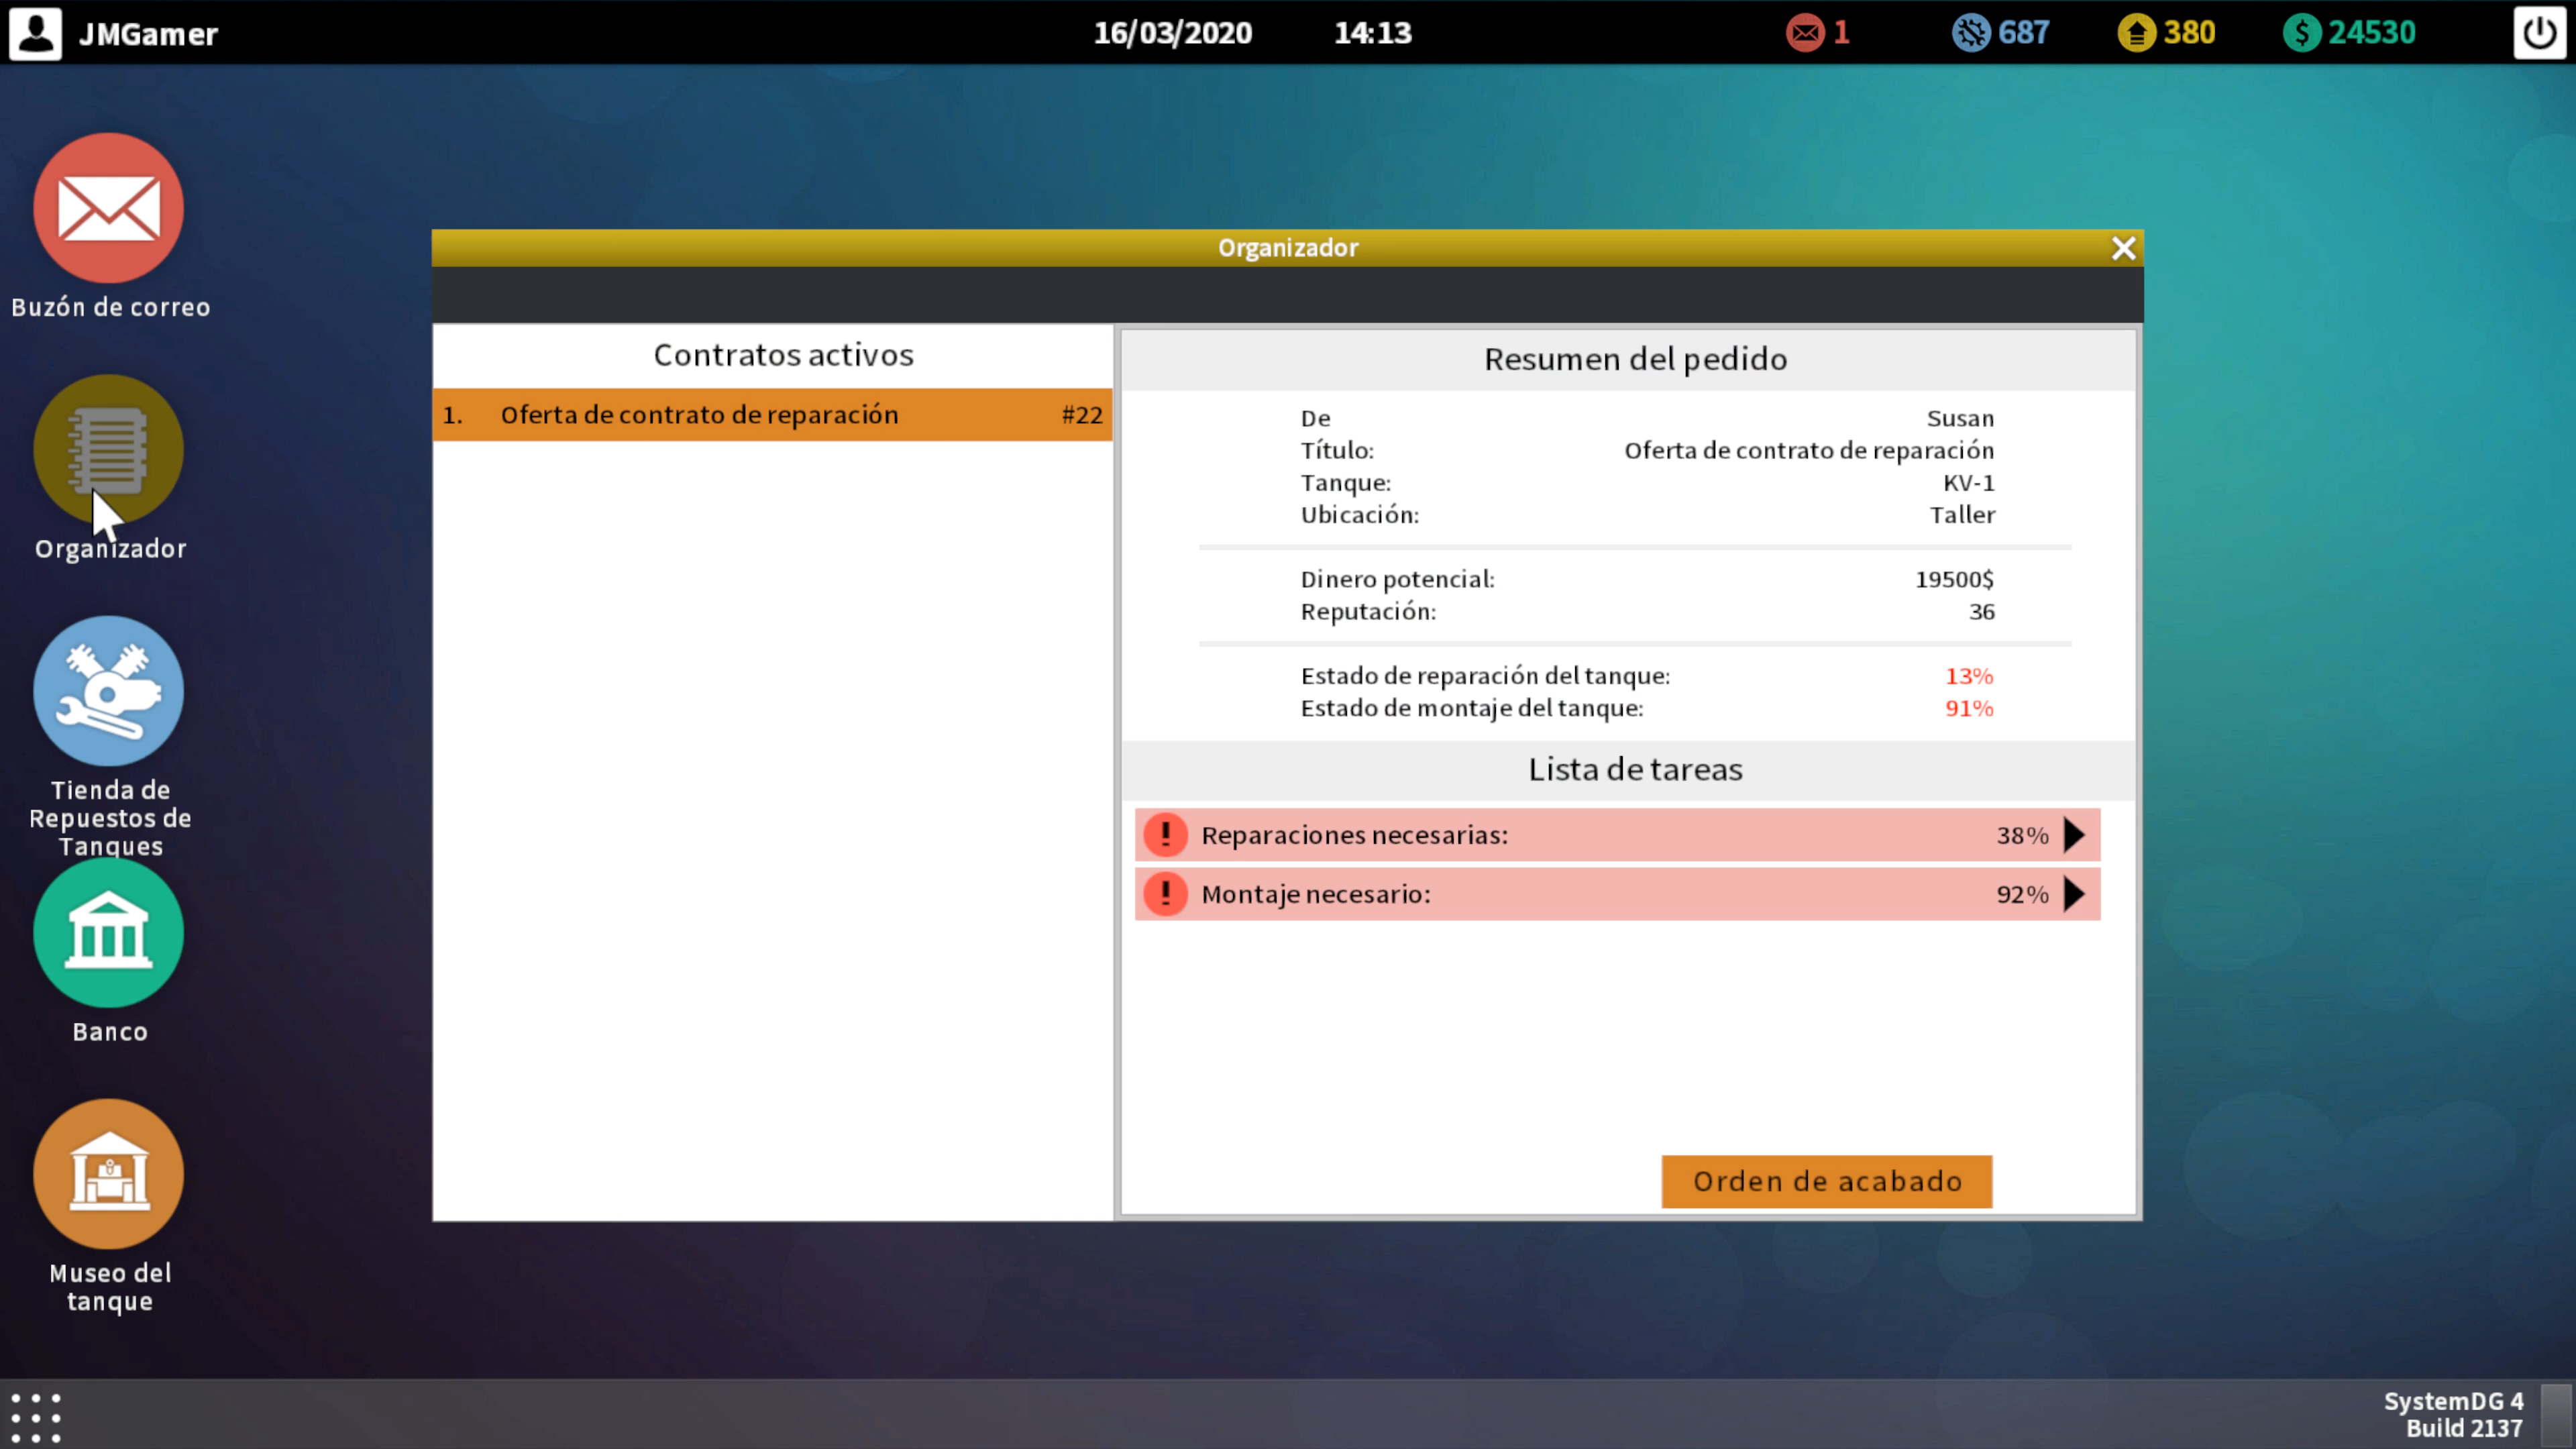 JMGamer
16/03/2020
14:13
1
687
380
24530
Buzón de correo
Organizador
Tienda de
Repuestos de
Tanques
Banco
Museo del
tanque
Organizador
Contratos activos
1. Oferta de contrato de reparación #22
Resumen del pedido
De Susan
Título: Oferta de contrato de reparación
Tanque: KV-1
Ubicación: Taller
Dinero potencial: 19500$
Reputación: 36
Estado de reparación del tanque: 13%
Estado de montaje del tanque: 91%
Lista de tareas
! Reparaciones necesarias: 38%
! Montaje necesario: 92%
Orden de acabado
SystemDG 4
Build 2137